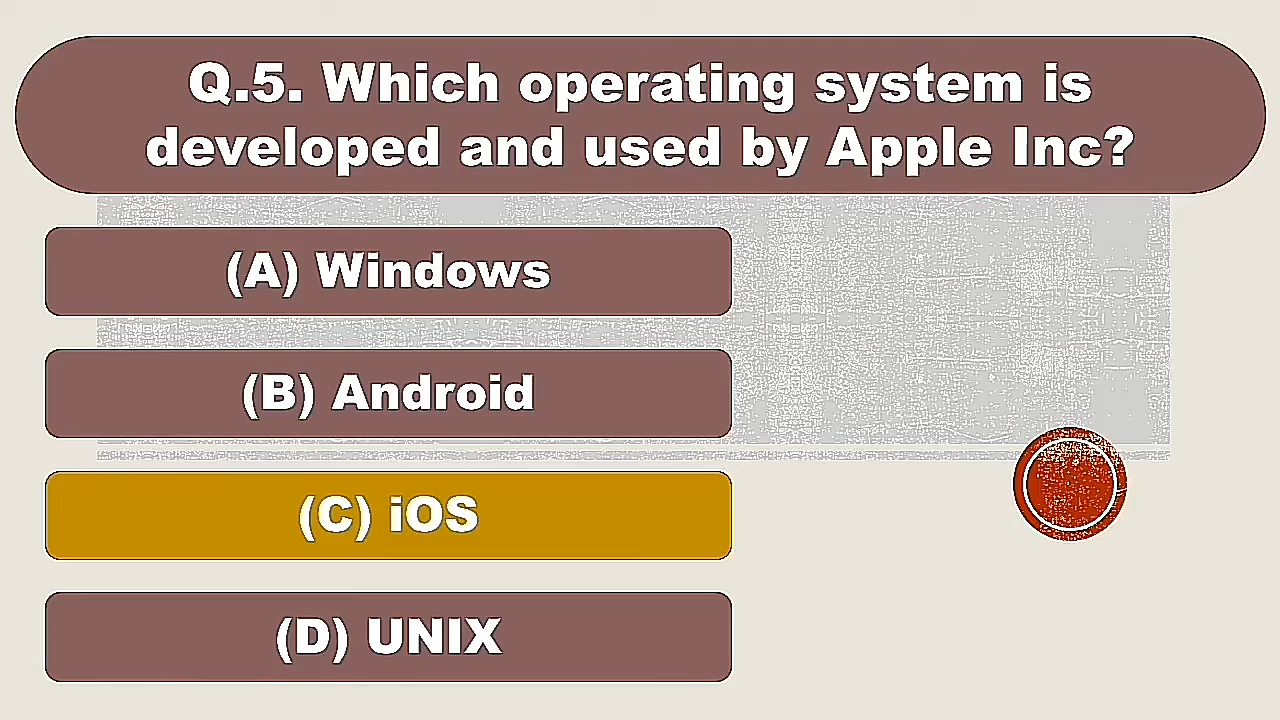 Q.5. Which operating system is
developed and used by Apple Inc?
(A) Windows
(B) Android
(C) iOS
(D) UNIX